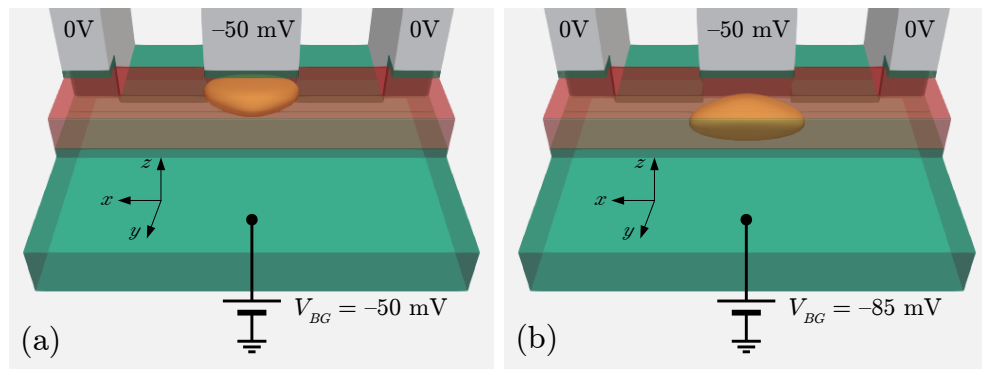 0V –50 mV 0V
z
x
y
V_BG = –50 mV
(a)
0V –50 mV 0V
z
x
y
V_BG = –85 mV
(b)